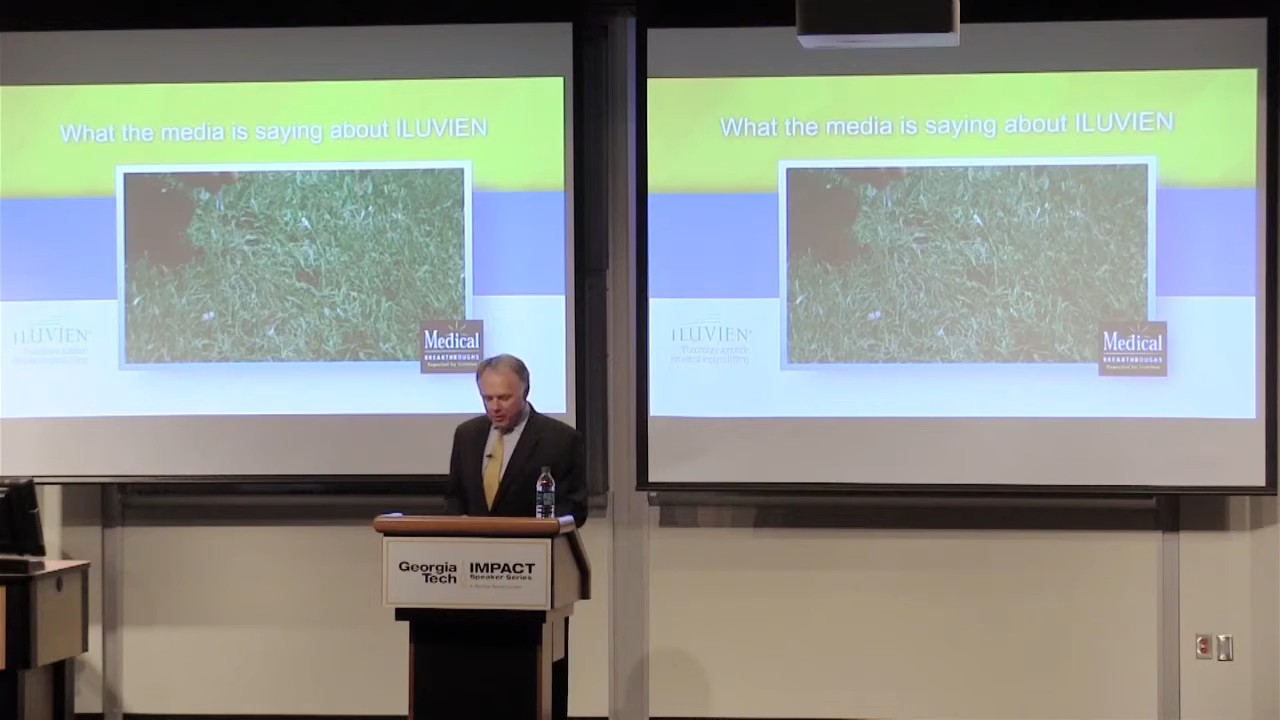 What the media is saying about ILUVIEN
ILUVIEN
Medical
BREAKTHROUGHS
What the media is saying about ILUVIEN
ILUVIEN
Medical
BREAKTHROUGHS
Georgia Tech
IMPACT
Speaker Series